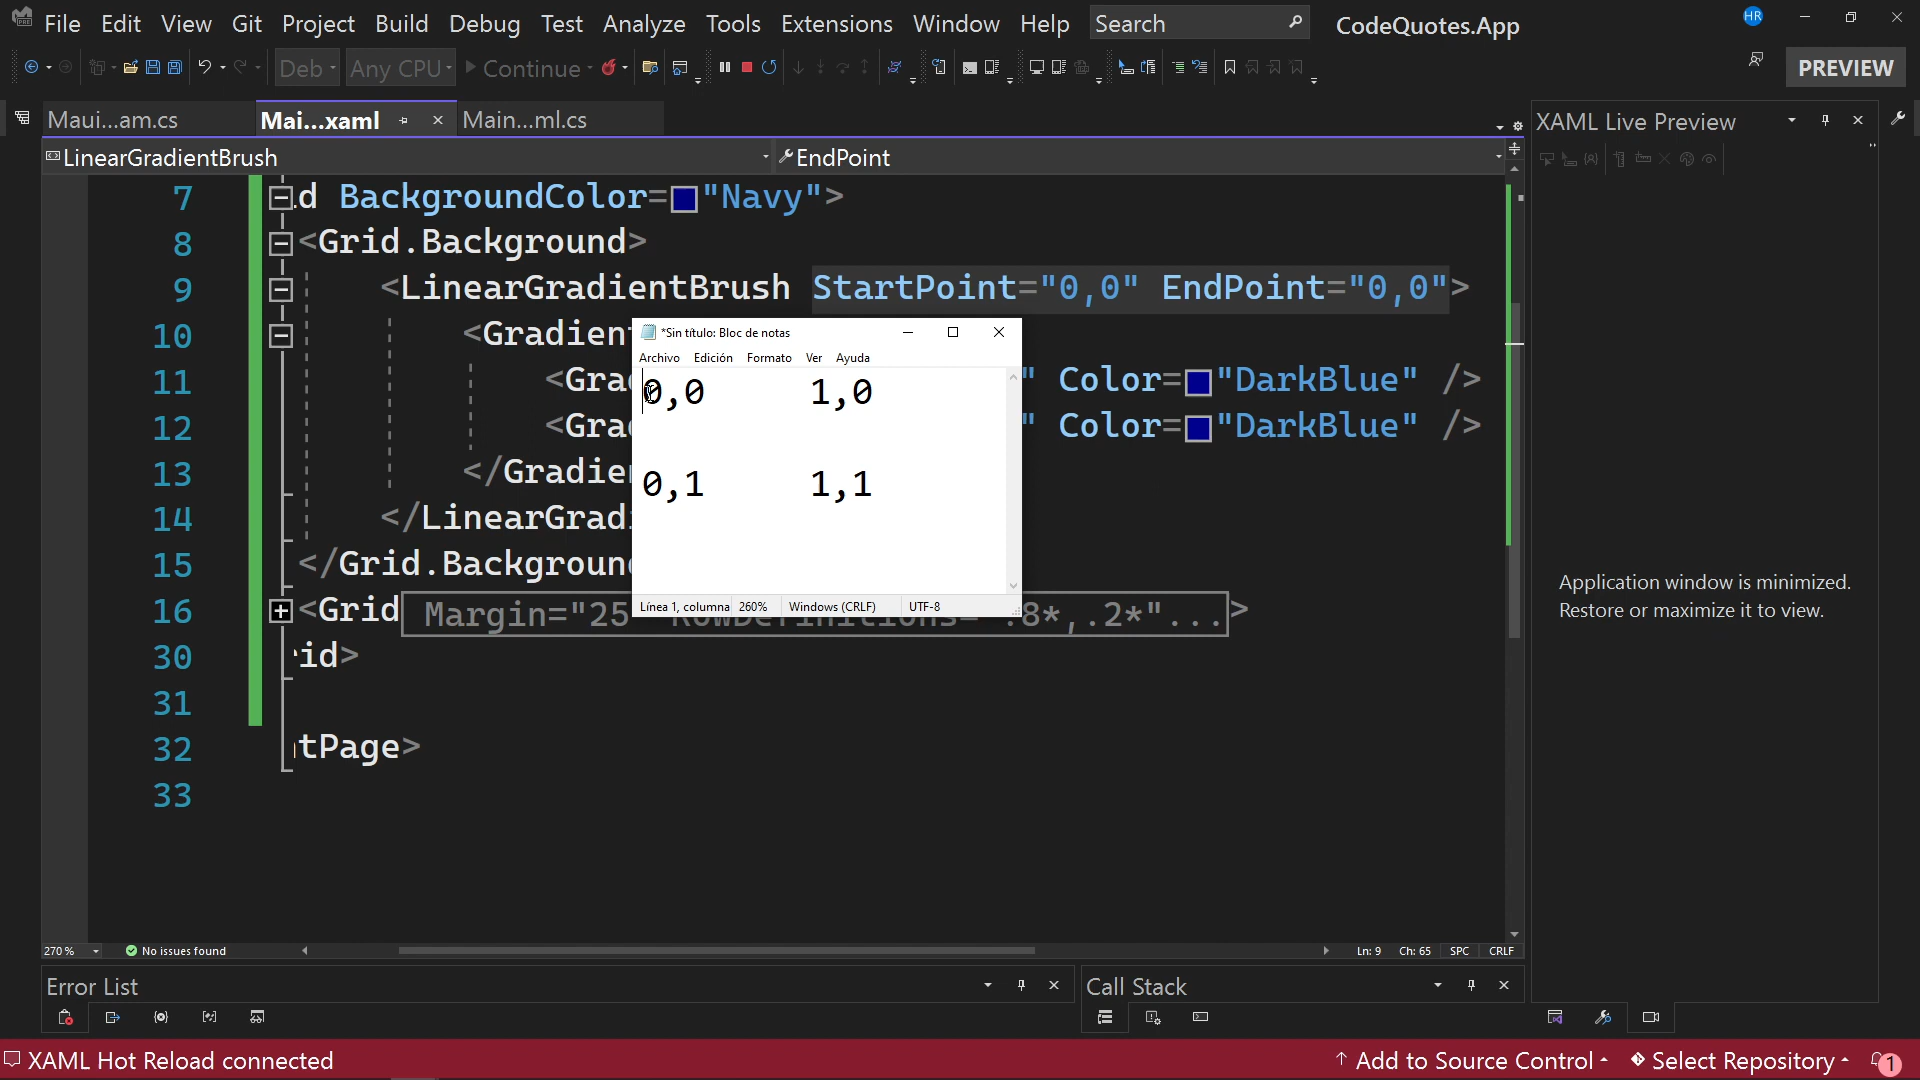 File Edit View Git Project Build Debug Test Analyze Tools Extensions Window Help Search CodeQuotes.App HR
Deb Any CPU Continue PREVIEW
Maui...am.cs Mai...xaml Main...ml.cs
XAML Live Preview
LinearGradientBrush EndPoint
7 d BackgroundColor="Navy">
8 <Grid.Background>
9 <LinearGradientBrush StartPoint="0,0" EndPoint="0,0">
10 <Gradien
11 <Gra " Color="DarkBlue" />
12 <Gra " Color="DarkBlue" />
13 </Gradien
14 </LinearGradi
15 </Grid.Background
16 <Grid Margin="25 RowDefinitions=".8*,.2*"...>
30 rid>
31
32 tPage>
33
*Sin título: Bloc de notas
Archivo Edición Formato Ver Ayuda
0,0 1,0
0,1 1,1
Línea 1, columna 260% Windows (CRLF) UTF-8
Application window is minimized.
Restore or maximize it to view.
270 % No issues found Ln: 9 Ch: 65 SPC CRLF
Error List Call Stack
XAML Hot Reload connected Add to Source Control Select Repository 1